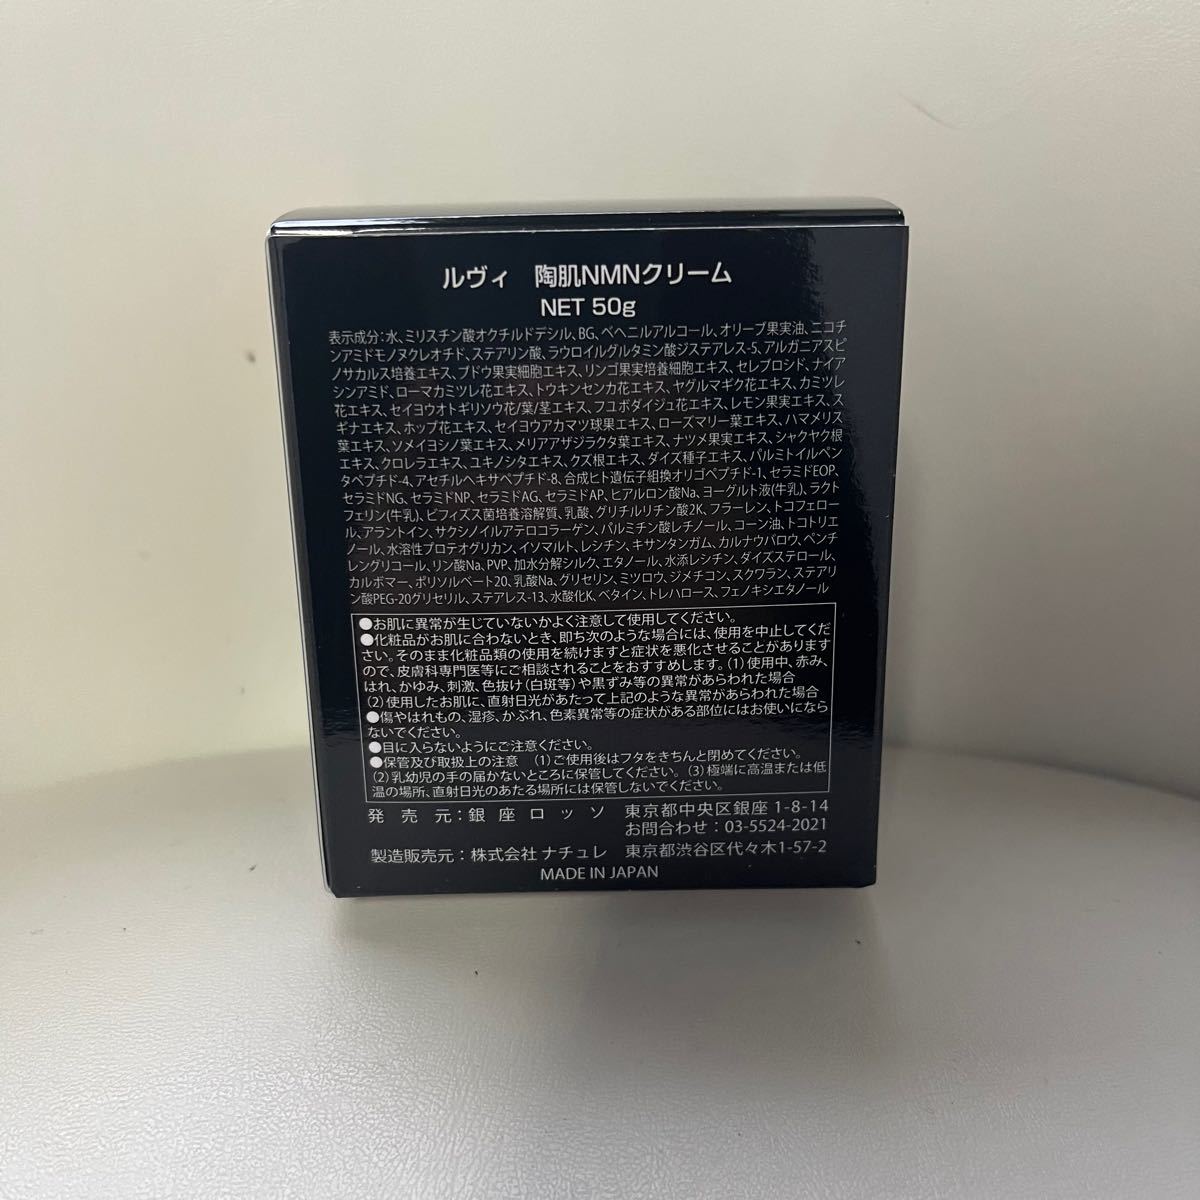 ルヴィ　陶肌NMNクリーム
NET 50g
表示成分：水、ミリスチン酸オクチルドデシル、BG、ベヘニルアルコール、オリーブ果実油、ニコチ
ンアミドモノヌクレオチド、ステアリン酸、ラウロイルグルタミン酸ジステアレス-5、アルガニアスピ
ノサカルス培養エキス、ブドウ果実細胞エキス、リンゴ果実培養細胞エキス、セレブロシド、ナイア
シンアミド、ローマカミツレ花エキス、トウキンセンカ花エキス、ヤグルマギク花エキス、カミツレ
花エキス、セイヨウオトギリソウ花/葉/茎エキス、フユボダイジュ花エキス、レモン果実エキス、ス
ギナエキス、ホップ花エキス、セイヨウアカマツ球果エキス、ローズマリー葉エキス、ハマメリス
葉エキス、ソメイヨシノ葉エキス、メリアアザジラクタ葉エキス、ナツメ果実エキス、シャクヤク根
エキス、クロレラエキス、ユキノシタエキス、クズ根エキス、ダイズ種子エキス、パルミトイルペン
タペプチド-4、アセチルヘキサペプチド-8、合成ヒト遺伝子組換オリゴペプチド-1、セラミドEOP、
セラミドNG、セラミドNP、セラミドAG、セラミドAP、ヒアルロン酸Na、ヨーグルト液(牛乳)、ラクト
フェリン(牛乳)、ビフィズス菌培養溶解質、乳酸、グリチルリチン酸2K、フラーレン、トコフェロー
ル、アラントイン、サクシノイルアテロコラーゲン、パルミチン酸レチノール、コーン油、トコトリエ
ノール、水溶性プロテオグリカン、イソマルト、レシチン、キサンタンガム、カルナウバロウ、ペンチ
レングリコール、リン酸Na、PVP、加水分解シルク、エタノール、水添レシチン、ダイズステロール、
カルボマー、ポリソルベート20、乳酸Na、グリセリン、ミツロウ、ジメチコン、スクワラン、ステアリ
ン酸PEG-20グリセリル、ステアレス-13、水酸化K、ベタイン、トレハロース、フェノキシエタノール
●お肌に異常が生じていないかよく注意して使用してください。
●化粧品がお肌に合わないとき、即ち次のような場合には、使用を中止してくだ
さい。そのまま化粧品類の使用を続けますと症状を悪化させることがあります
ので、皮膚科専門医等にご相談されることをおすすめします。(1)使用中、赤み、
はれ、かゆみ、刺激、色抜け(白斑等)や黒ずみ等の異常があらわれた場合
(2)使用したお肌に、直射日光があたって上記のような異常があらわれた場合
●傷やはれもの、湿疹、かぶれ、色素異常等の症状がある部位にはお使いになら
ないでください。
●目に入らないようにご注意ください。
●保管及び取扱上の注意　(1)ご使用後はフタをきちんと閉めてください。
(2)乳幼児の手の届かないところに保管してください。(3)極端に高温または低
温の場所、直射日光のあたる場所には保管しないでください。
発　売　元：銀 座 ロ ッ ソ　東京都中央区銀座 1-8-14
お問合わせ：03-5524-2021
製造販売元：株式会社 ナチュレ　東京都渋谷区代々木1-57-2
MADE IN JAPAN